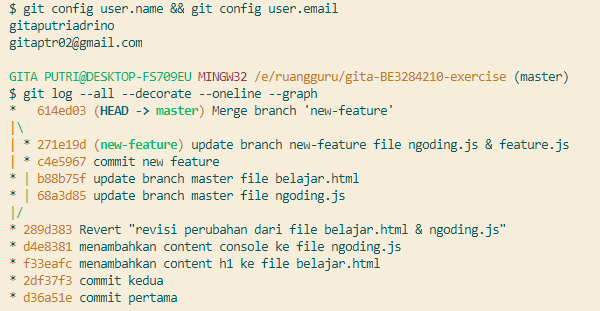 $ git config user.name && git config user.email
gitaputriadrino
gitaptr02@gmail.com
GITA PUTRI@DESKTOP-FS709EU MINGW32 /e/ruangguru/gita-BE3284210-exercise (master)
$ git log --all --decorate --oneline --graph
*   614ed03 (HEAD -> master) Merge branch 'new-feature'
|\
| * 271e19d (new-feature) update branch new-feature file ngoding.js & feature.js
| * c4e5967 commit new feature
* | b88b75f update branch master file belajar.html
* | 68a3d85 update branch master file ngoding.js
|/
* 289d383 Revert "revisi perubahan dari file belajar.html & ngoding.js"
* d4e8381 menambahkan content console ke file ngoding.js
* f33eafc menambahkan content h1 ke file belajar.html
* 2df37f3 commit kedua
* d36a51e commit pertama